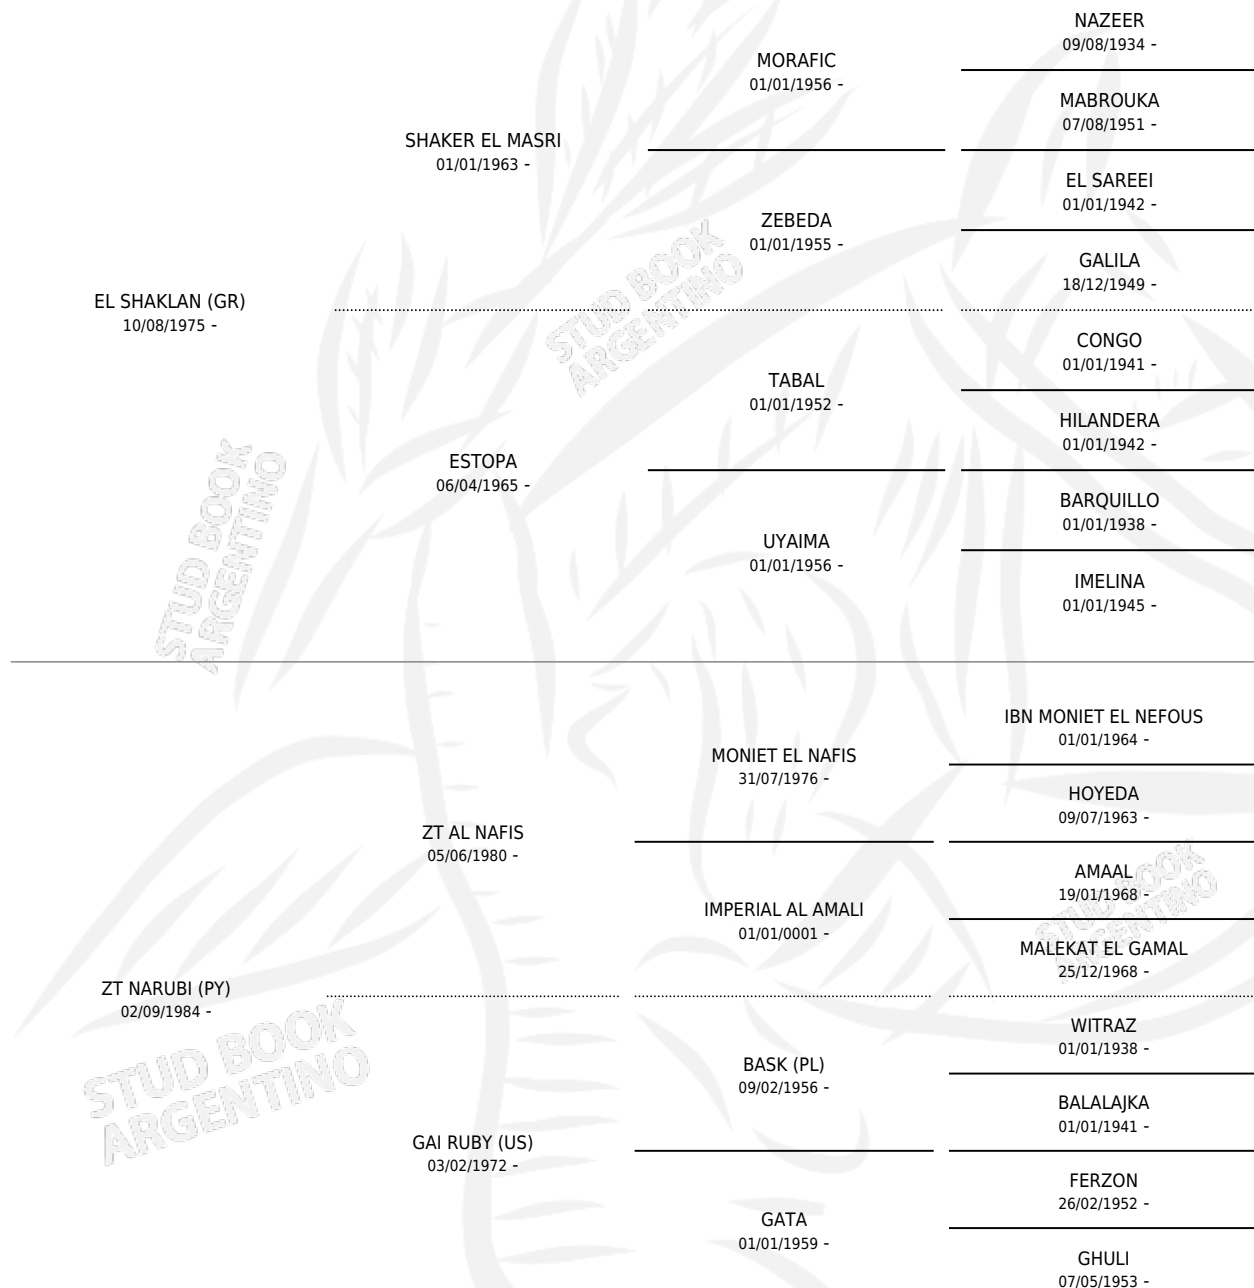 NAZEER
09/08/1934 -
MORAFIC
01/01/1956 -
MABROUKA
07/08/1951 -
SHAKER EL MASRI
01/01/1963 -
EL SAREEI
01/01/1942 -
ZEBEDA
01/01/1955 -
GALILA
18/12/1949 -
EL SHAKLAN (GR)
10/08/1975 -
CONGO
01/01/1941 -
TABAL
01/01/1952 -
HILANDERA
01/01/1942 -
ESTOPA
06/04/1965 -
BARQUILLO
01/01/1938 -
UYAIMA
01/01/1956 -
IMELINA
01/01/1945 -
IBN MONIET EL NEFOUS
01/01/1964 -
MONIET EL NAFIS
31/07/1976 -
HOYEDA
09/07/1963 -
ZT AL NAFIS
05/06/1980 -
AMAAL
19/01/1968 -
IMPERIAL AL AMALI
01/01/0001 -
MALEKAT EL GAMAL
25/12/1968 -
ZT NARUBI (PY)
02/09/1984 -
WITRAZ
01/01/1938 -
BASK (PL)
09/02/1956 -
BALALAJKA
01/01/1941 -
GAI RUBY (US)
03/02/1972 -
FERZON
26/02/1952 -
GATA
01/01/1959 -
GHULI
07/05/1953 -
STUD BOOK
ARGENTINO
STUD BOOK
ARGENTINO
STUD BOOK
ARGENTINO
STUD BOOK
ARGENTINO